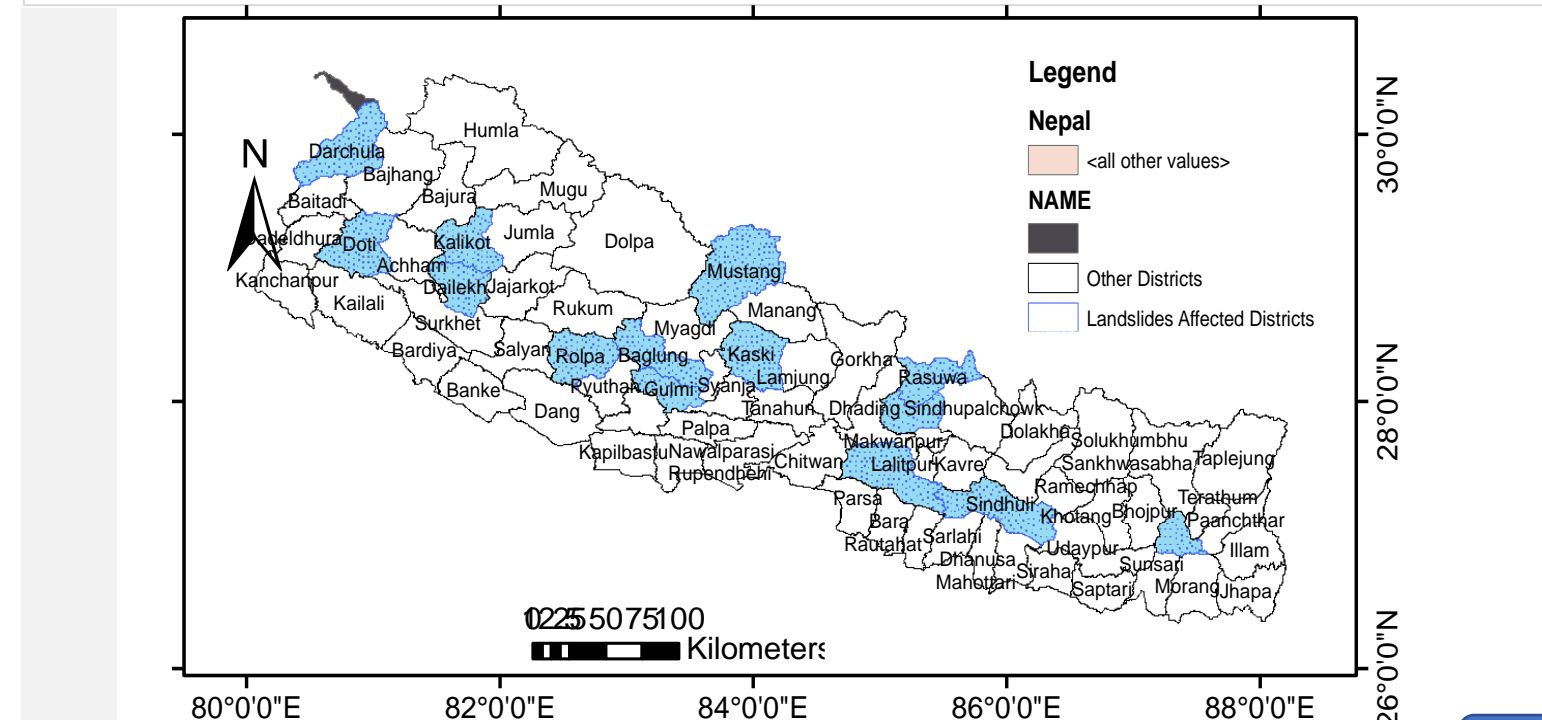 Legend
Nepal
<all other values>
NAME
Other Districts
Landslides Affected Districts
N
Humla
Darchula
Bajhang
Baitadi
Bajura
Mugu
Dadeldhura
Doti
Kalikot
Jumla
Dolpa
Achham
Mustang
Kanchanpur
Dailekh
Jajarkot
Kailali
Rukum
Manang
Surkhet
Myagdi
Bardiya
Salyan
Rolpa
Baglung
Kaski
Gorkha
Banke
Pyuthan
Gulmi
Syanja
Lamjung
Rasuwa
Dang
Tanahun
Dhading
Sindhupalchowk
Palpa
Dolakha
Kapilbastu
Nawalparasi
Makwanpur
Solukhumbhu
Rupendhehi
Chitwan
Lalitpur
Kavre
Sankhwasabha
Taplejung
Parsa
Sindhuli
Ramechhap
Terathum
Bara
Khotang
Bhojpur
Paanchthar
Rautahat
Sarlahi
Udaypur
Illam
Dhanusa
Siraha
Sunsari
Mahottari
Saptari
Morang
Jhapa
50 75 100
Kilometers
80°0'0"E 82°0'0"E 84°0'0"E 86°0'0"E 88°0'0"E
30°0'0"N
28°0'0"N
26°0'0"N